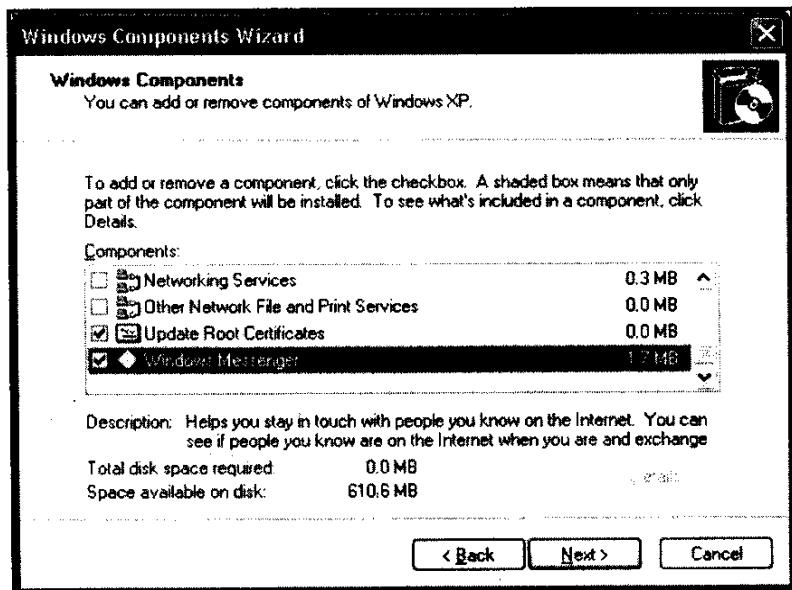 Windows Components Wizard
Windows Components
You can add or remove components of Windows XP.
To add or remove a component, click the checkbox. A shaded box means that only
part of the component will be installed. To see what's included in a component, click
Details.
Components:
Networking Services 0.3 MB
Other Network File and Print Services 0.0 MB
Update Root Certificates 0.0 MB
Windows Messenger 1.7 MB
Description: Helps you stay in touch with people you know on the Internet. You can
see if people you know are on the Internet when you are and exchange
Total disk space required: 0.0 MB
Space available on disk: 610.6 MB
< Back Next > Cancel